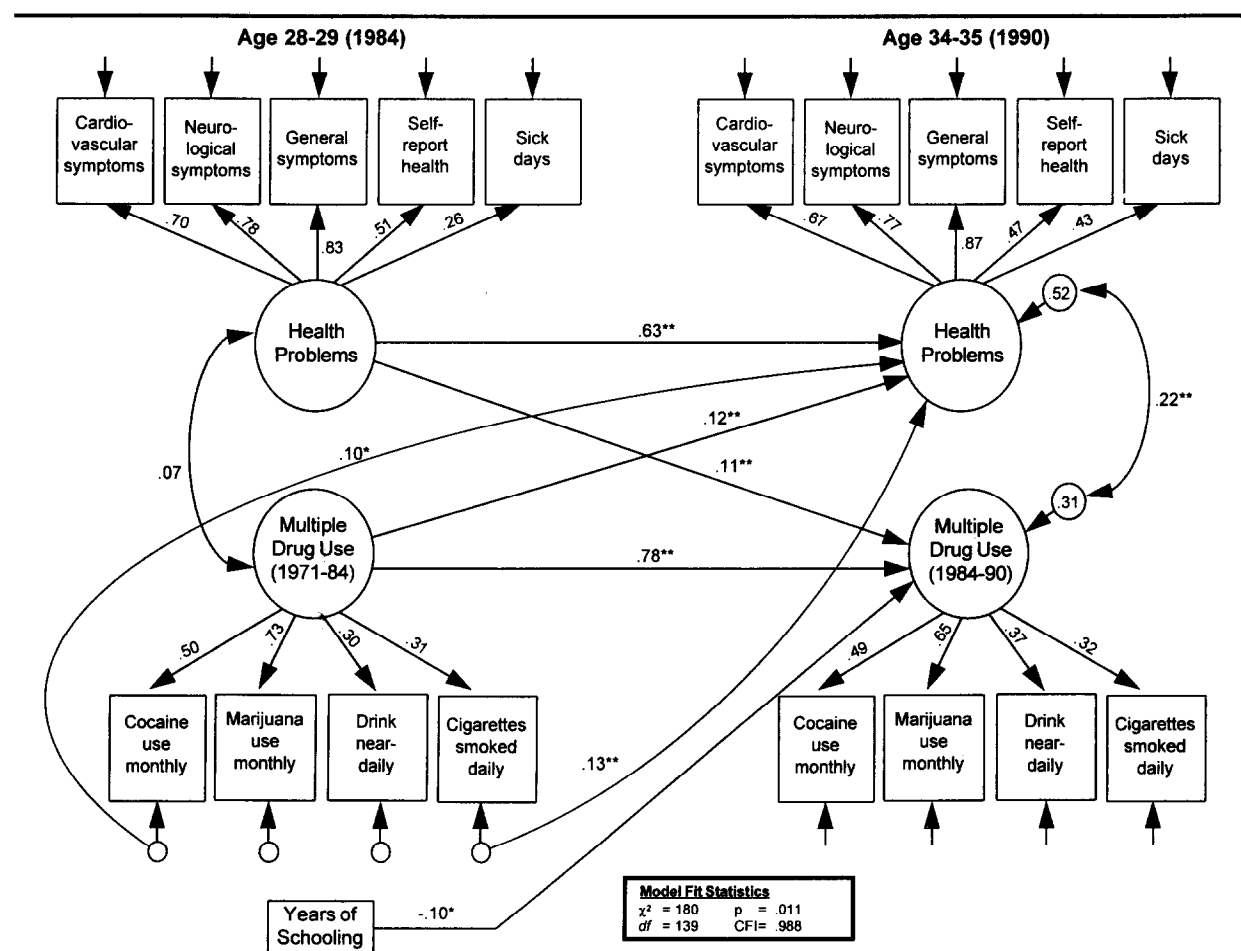 Age 28-29 (1984)
Age 34-35 (1990)
Cardio-
vascular
symptoms
Neuro-
logical
symptoms
General
symptoms
Self-
report
health
Sick
days
Cardio-
vascular
symptoms
Neuro-
logical
symptoms
General
symptoms
Self-
report
health
Sick
days
.70
.78
.83
.51
.26
.67
.77
.87
.47
.43
Health
Problems
.63**
Health
Problems
.52
.22**
.12**
.10*
.11**
.07
Multiple
Drug Use
(1971-84)
.78**
Multiple
Drug Use
(1984-90)
.31
.50
.73
.30
.31
.49
.65
.37
.32
Cocaine
use
monthly
Marijuana
use
monthly
Drink
near-
daily
Cigarettes
smoked
daily
.13**
Cocaine
use
monthly
Marijuana
use
monthly
Drink
near-
daily
Cigarettes
smoked
daily
Years of
Schooling
-.10*
Model Fit Statistics
χ² = 180 p = .011
df = 139 CFI= .988